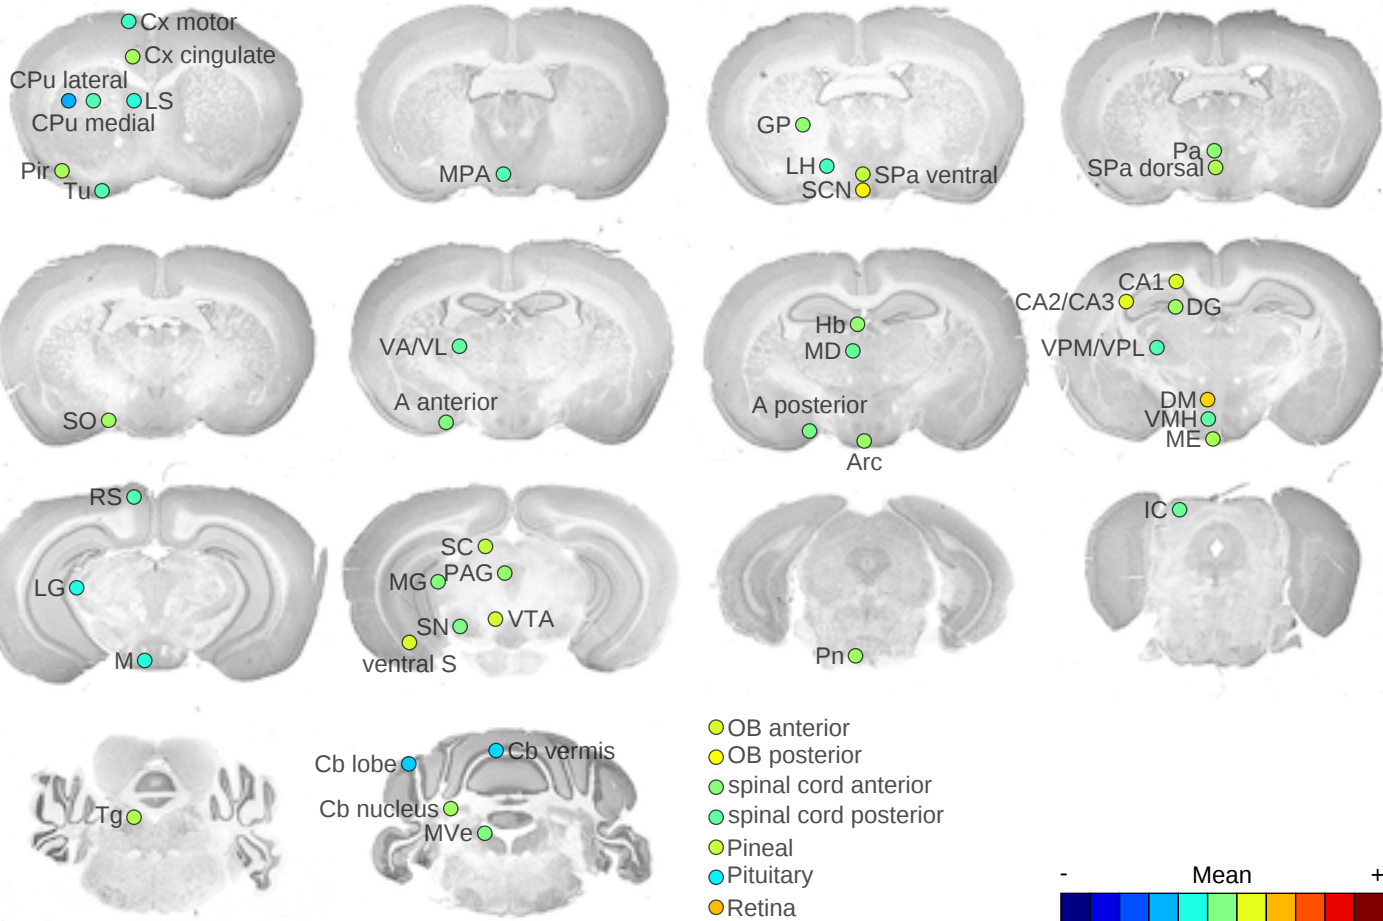 Cx motor
Cx cingulate
CPu lateral
LS
CPu medial
Pir
Tu
MPA
GP
LH
SPa ventral
SCN
Pa
SPa dorsal
SO
VA/VL
A anterior
Hb
MD
A posterior
Arc
CA1
CA2/CA3
DG
VPM/VPL
DM
VMH
ME
RS
LG
M
SC
PAG
MG
SN
VTA
ventral S
Pn
IC
Tg
Cb lobe
Cb vermis
Cb nucleus
MVe
OB anterior
OB posterior
spinal cord anterior
spinal cord posterior
Pineal
Pituitary
Retina
- Mean +